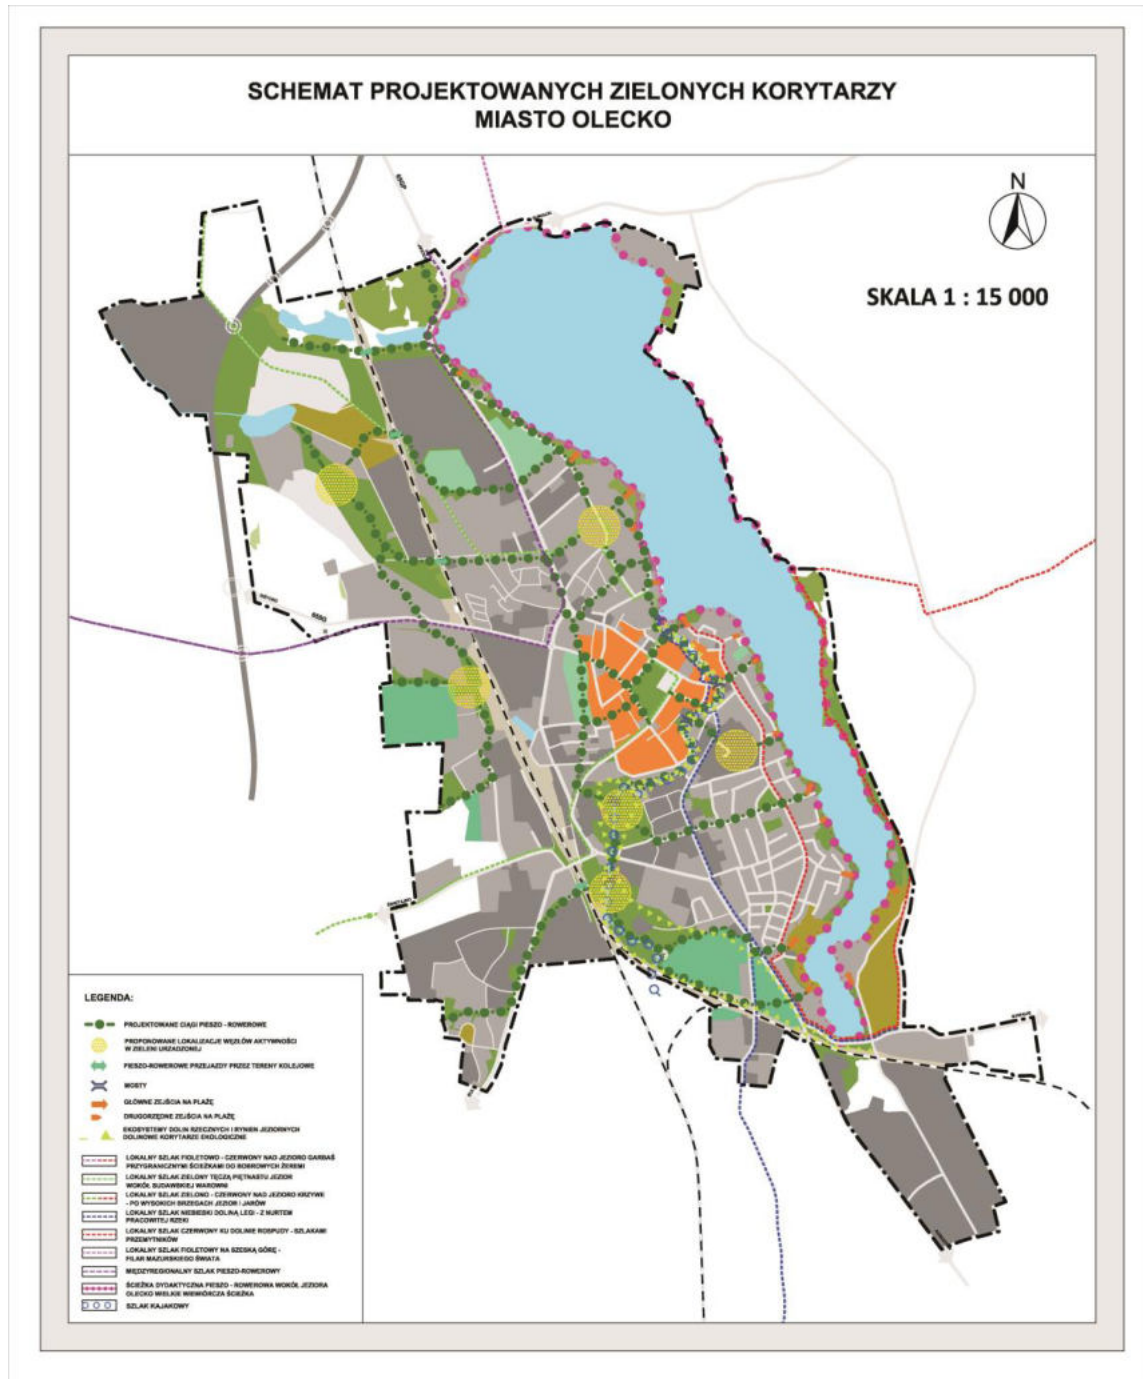 SCHEMAT PROJEKTOWANYCH ZIELONYCH KORYTARZY
MIASTO OLECKO
N
SKALA 1 : 15 000
655P
655G
LEGENDA:
PROJEKTOWANE CIĄGI PIESZO - ROWEROWE
PROPONOWANE LOKALIZACJE WĘZŁÓW AKTYWNOŚCI
W ZIELENI URZĄDZONEJ
PIESZO-ROWEROWE PRZEJAZDY PRZEZ TERENY KOLEJOWE
MOSTY
GŁÓWNE ZEJŚCIA NA PLAŻĘ
DRUGORZĘDNE ZEJŚCIA NA PLAŻĘ
EKOSYSTEMY DOLIN RZECZNYCH I RYNIEN JEZIORNYCH
DOLINOWE KORYTARZE EKOLOGICZNE
LOKALNY SZLAK FIOLETOWO - CZERWONY NAD JEZIORO GARBAŚ
PRZYGRANICZNYMI ŚCIEŻKAMI DO BOBROWYCH ŻEREMI
LOKALNY SZLAK ZIELONY TĘCZĄ PIĘTNASTU JEZIOR
WOKÓŁ SUDAWSKIEJ WAROWNI
LOKALNY SZLAK ZIELONO - CZERWONY NAD JEZIORO KRZYWE
- PO WYSOKICH BRZEGACH JEZIOR I JARÓW
LOKALNY SZLAK NIEBIESKI DOLINĄ LEGI - Z NURTEM
PRACOWITEJ RZEKI
LOKALNY SZLAK CZERWONY KU DOLINIE ROSPUDY - SZLAKAMI
PRZEMYTNIKÓW
LOKALNY SZLAK FIOLETOWY NA SZESKĄ GÓRĘ -
FILAR MAZURSKIEGO ŚWIATA
MIĘDZYREGIONALNY SZLAK PIESZO-ROWEROWY
ŚCIEŻKA DYDAKTYCZNA PIESZO - ROWEROWA WOKÓŁ JEZIORA
OLECKO WIELKIE WIEWIÓRCZA ŚCIEŻKA
SZLAK KAJAKOWY